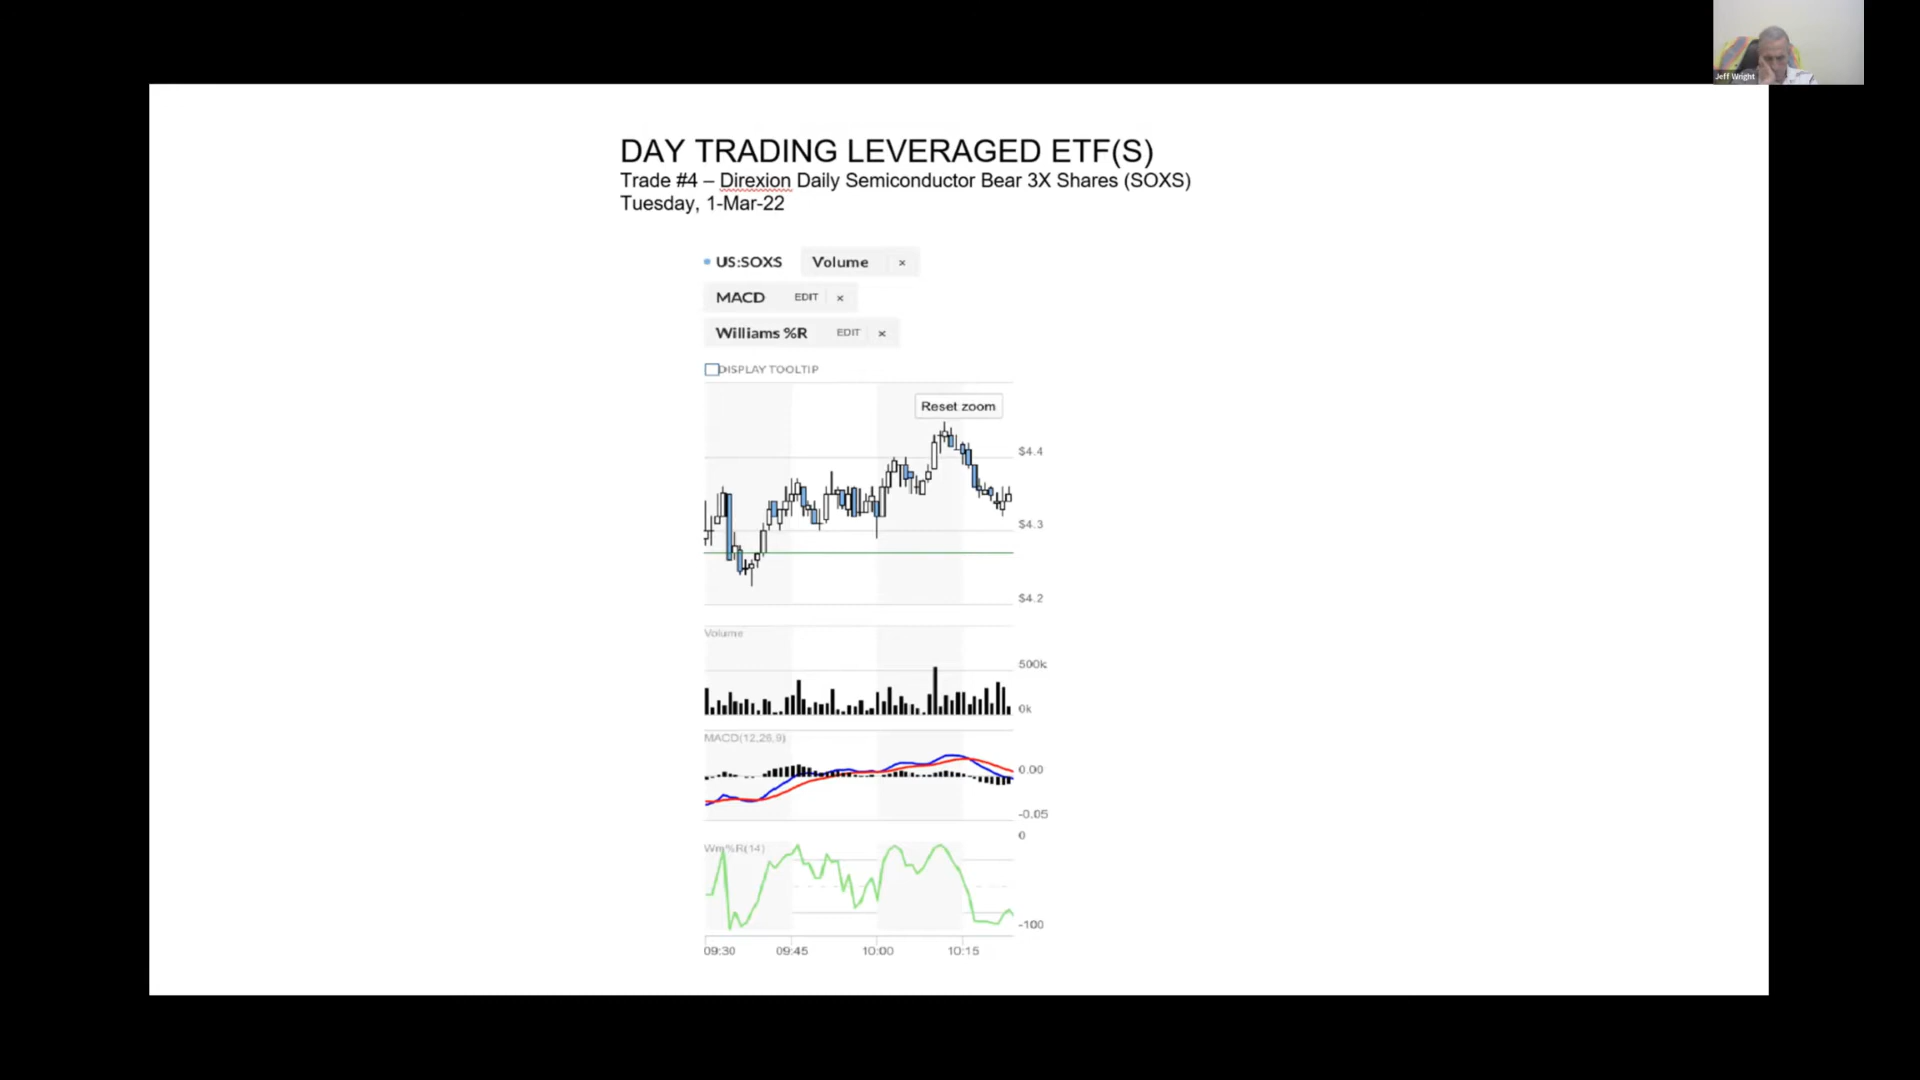 Jeff Wright
DAY TRADING LEVERAGED ETF(S)
Trade #4 – Direxion Daily Semiconductor Bear 3X Shares (SOXS)
Tuesday, 1-Mar-22
US:SOXS Volume ×
MACD EDIT ×
Williams %R EDIT ×
DISPLAY TOOLTIP
Reset zoom
$4.4
$4.3
$4.2
Volume
500k
0k
MACD(12,26,9)
0.00
-0.05
0
Wm%R(14)
-100
09:30 09:45 10:00 10:15